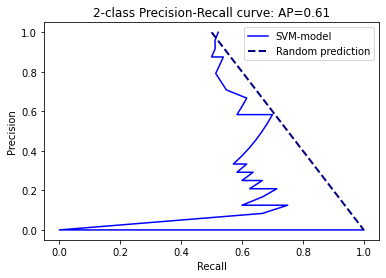 2-class Precision-Recall curve: AP=0.61
SVM-model
Random prediction
Precision
1.0
0.8
0.6
0.4
0.2
0.0
0.0 0.2 0.4 0.6 0.8 1.0
Recall